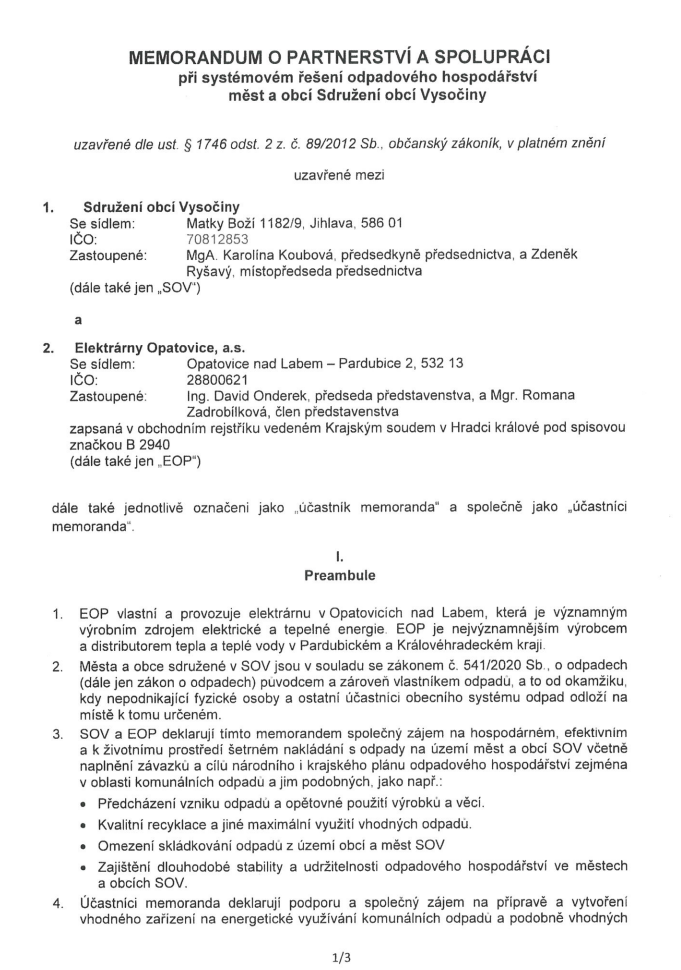 MEMORANDUM O PARTNERSTVÍ A SPOLUPRÁCI
při systémovém řešení odpadového hospodářství
měst a obcí Sdružení obcí Vysočiny
uzavřené dle ust. § 1746 odst. 2 z. č. 89/2012 Sb., občanský zákoník, v platném znění
uzavřené mezi
1. Sdružení obcí Vysočiny
Se sídlem: Matky Boží 1182/9, Jihlava, 586 01
IČO: 70812853
Zastoupené: MgA. Karolína Koubová, předsedkyně předsednictva, a Zdeněk
Ryšavý, místopředseda předsednictva
(dále také jen „SOV")
a
2. Elektrárny Opatovice, a.s.
Se sídlem: Opatovice nad Labem – Pardubice 2, 532 13
IČO: 28800621
Zastoupené: Ing. David Onderek, předseda představenstva, a Mgr. Romana
Zadrobílková, člen představenstva
zapsaná v obchodním rejstříku vedeném Krajským soudem v Hradci králové pod spisovou
značkou B 2940
(dále také jen „EOP")
dále také jednotlivě označeni jako „účastník memoranda" a společně jako „účastníci
memoranda".
I.
Preambule
1. EOP vlastní a provozuje elektrárnu v Opatovicích nad Labem, která je významným
výrobním zdrojem elektrické a tepelné energie. EOP je nejvýznamnějším výrobcem
a distributorem tepla a teplé vody v Pardubickém a Královéhradeckém kraji.
2. Města a obce sdružené v SOV jsou v souladu se zákonem č. 541/2020 Sb., o odpadech
(dále jen zákon o odpadech) původcem a zároveň vlastníkem odpadů, a to od okamžiku,
kdy nepodnikající fyzické osoby a ostatní účastníci obecního systému odpad odloží na
místě k tomu určeném.
3. SOV a EOP deklarují tímto memorandem společný zájem na hospodárném, efektivním
a k životnímu prostředí šetrném nakládání s odpady na území měst a obcí SOV včetně
naplnění závazků a cílů národního i krajského plánu odpadového hospodářství zejména
v oblasti komunálních odpadů a jim podobných, jako např.:
• Předcházení vzniku odpadů a opětovné použití výrobků a věcí.
• Kvalitní recyklace a jiné maximální využití vhodných odpadů.
• Omezení skládkování odpadů z území obcí a měst SOV
• Zajištění dlouhodobé stability a udržitelnosti odpadového hospodářství ve městech
a obcích SOV.
4. Účastníci memoranda deklarují podporu a společný zájem na přípravě a vytvoření
vhodného zařízení na energetické využívání komunálních odpadů a podobně vhodných
1/3